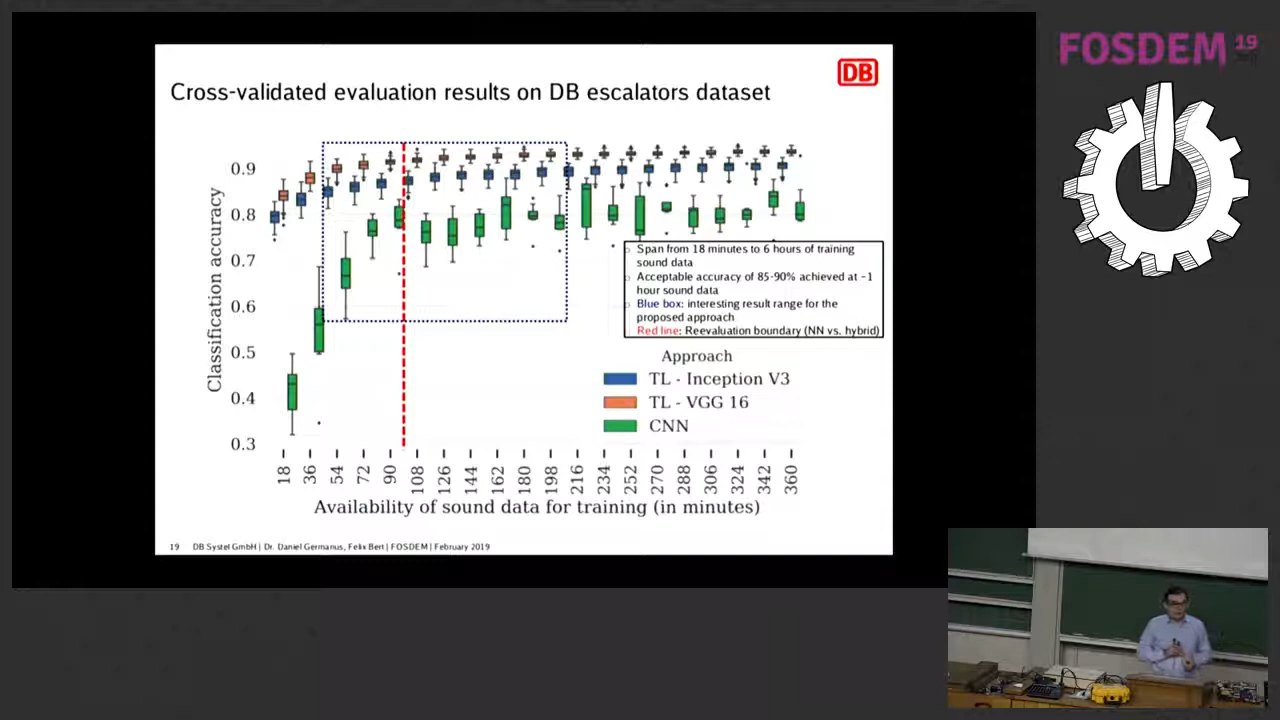 FOSDEM 19
DB
Cross-validated evaluation results on DB escalators dataset
Classification accuracy
0.9
0.8
0.7
0.6
0.5
0.4
0.3
Span from 18 minutes to 6 hours of training
sound data
Acceptable accuracy of 85-90% achieved at ~1
hour sound data
Blue box: interesting result range for the
proposed approach
Red line: Reevaluation boundary (NN vs. hybrid)
Approach
TL - Inception V3
TL - VGG 16
CNN
18 36 54 72 90 108 126 144 162 180 198 216 234 252 270 288 306 324 342 360
Availability of sound data for training (in minutes)
19 DB Systel GmbH | Dr. Daniel Germanus, Felix Bert | FOSDEM | February 2019